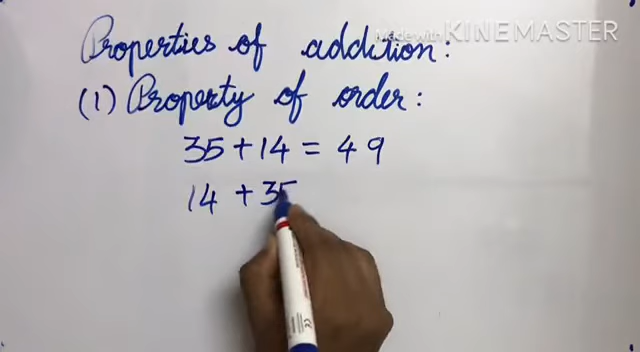 Made with KINEMASTER
Properties of addition:
(1) Property of order:
35 + 14 = 49
14 + 35